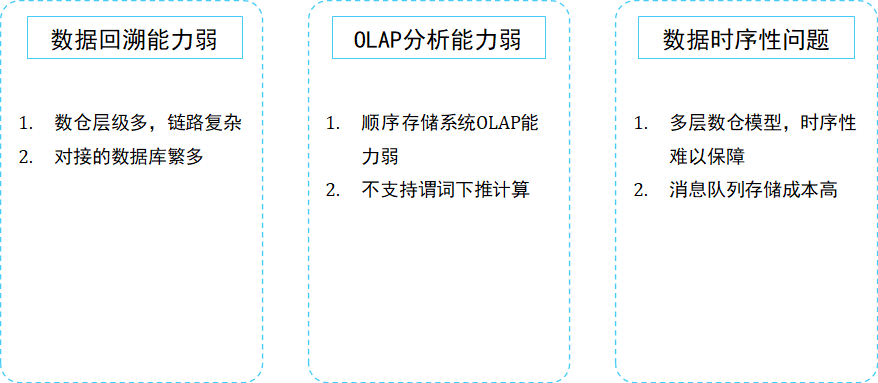 数据回溯能力弱
1. 数仓层级多，链路复杂
2. 对接的数据库繁多
OLAP分析能力弱
1. 顺序存储系统OLAP能
力弱
2. 不支持谓词下推计算
数据时序性问题
1. 多层数仓模型，时序性
难以保障
2. 消息队列存储成本高